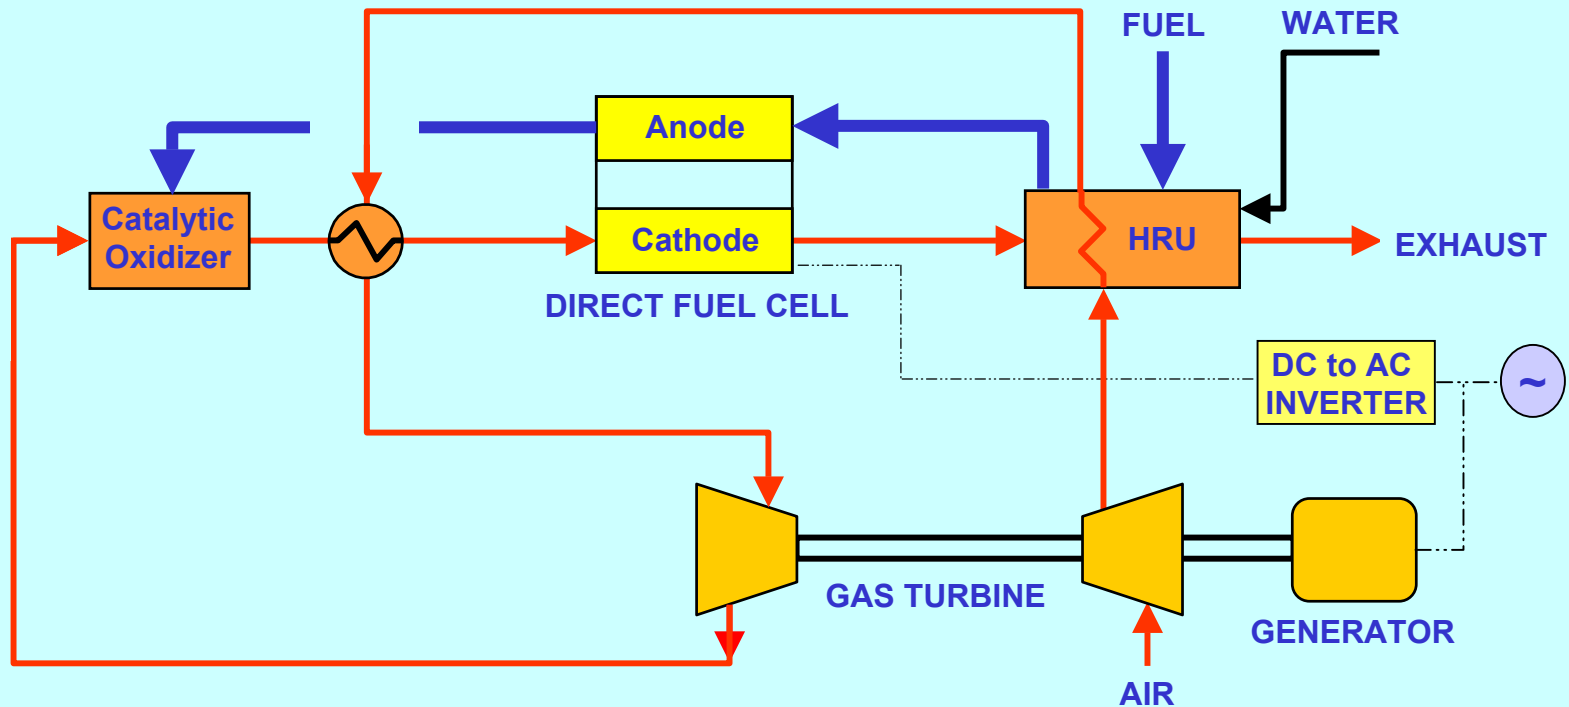 FUEL
WATER
Anode
Catalytic
Oxidizer
Cathode
HRU
EXHAUST
DIRECT FUEL CELL
DC to AC
INVERTER
~
GAS TURBINE
GENERATOR
AIR